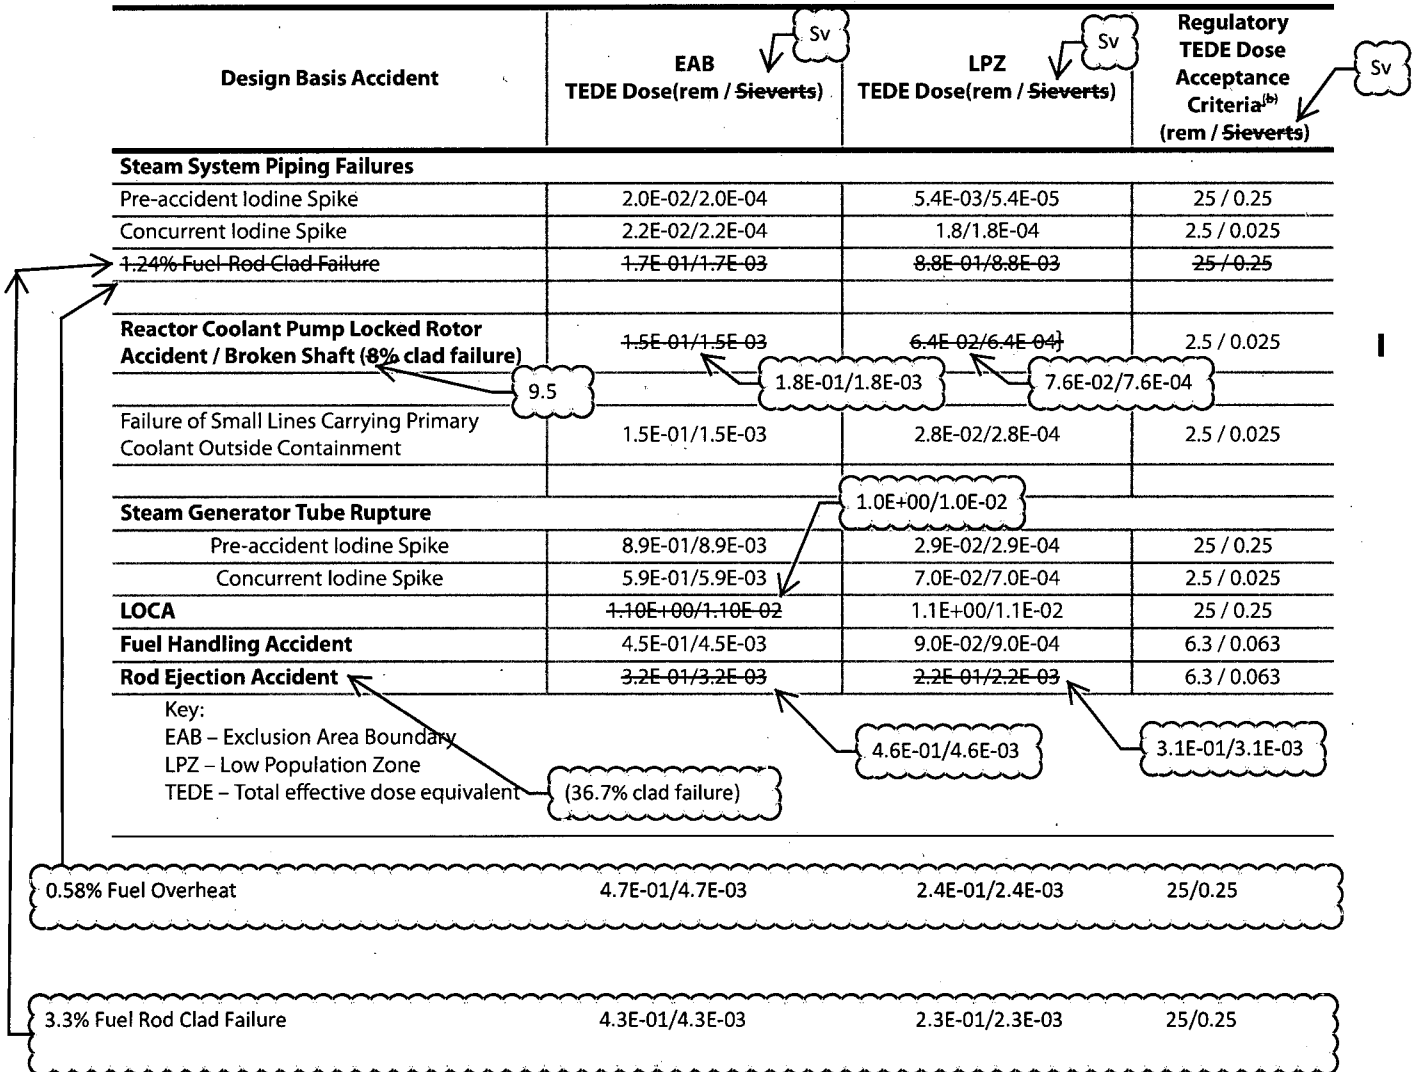 Sv
Sv
Sv
Design Basis Accident
EAB
TEDE Dose(rem / Sieverts)
LPZ
TEDE Dose(rem / Sieverts)
Regulatory
TEDE Dose
Acceptance
Criteria(b)
(rem / Sieverts)
Steam System Piping Failures
Pre-accident Iodine Spike 2.0E-02/2.0E-04 5.4E-03/5.4E-05 25 / 0.25
Concurrent Iodine Spike 2.2E-02/2.2E-04 1.8/1.8E-04 2.5 / 0.025
1.24% Fuel Rod Clad Failure 1.7E-01/1.7E-03 8.8E-01/8.8E-03 25 / 0.25
Reactor Coolant Pump Locked Rotor
Accident / Broken Shaft (8% clad failure) 1.5E-01/1.5E-03 6.4E-02/6.4E-04} 2.5 / 0.025
9.5 1.8E-01/1.8E-03 7.6E-02/7.6E-04
Failure of Small Lines Carrying Primary
Coolant Outside Containment 1.5E-01/1.5E-03 2.8E-02/2.8E-04 2.5 / 0.025
1.0E+00/1.0E-02
Steam Generator Tube Rupture
Pre-accident Iodine Spike 8.9E-01/8.9E-03 2.9E-02/2.9E-04 25 / 0.25
Concurrent Iodine Spike 5.9E-01/5.9E-03 7.0E-02/7.0E-04 2.5 / 0.025
LOCA 1.10E+00/1.10E-02 1.1E+00/1.1E-02 25 / 0.25
Fuel Handling Accident 4.5E-01/4.5E-03 9.0E-02/9.0E-04 6.3 / 0.063
Rod Ejection Accident 3.2E-01/3.2E-03 2.2E-01/2.2E-03 6.3 / 0.063
Key:
EAB – Exclusion Area Boundary
4.6E-01/4.6E-03 3.1E-01/3.1E-03
LPZ – Low Population Zone
TEDE – Total effective dose equivalent (36.7% clad failure)
0.58% Fuel Overheat 4.7E-01/4.7E-03 2.4E-01/2.4E-03 25/0.25
3.3% Fuel Rod Clad Failure 4.3E-01/4.3E-03 2.3E-01/2.3E-03 25/0.25